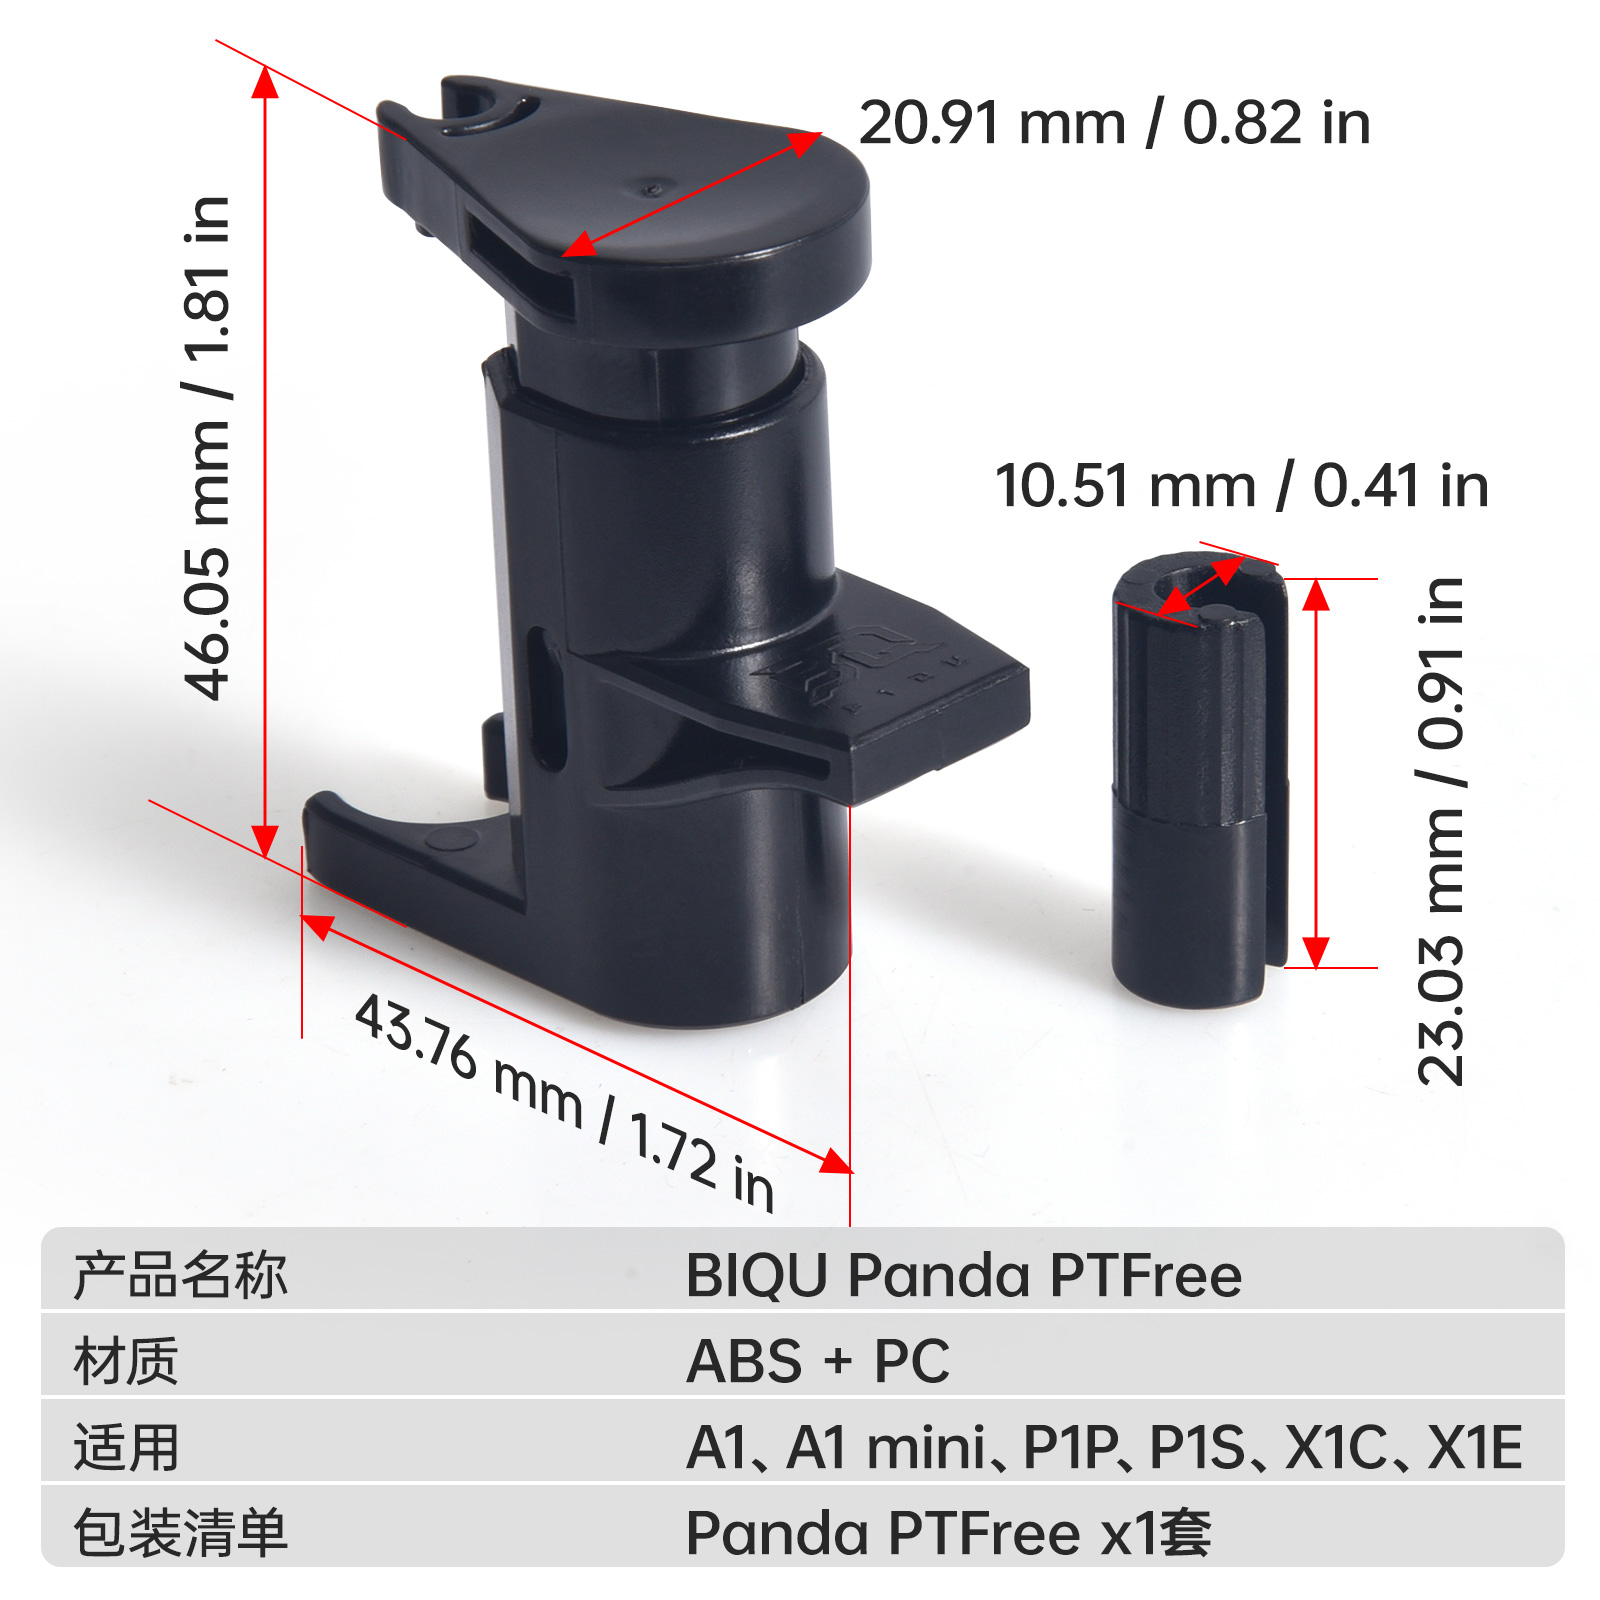 20.91 mm / 0.82 in
46.05 mm / 1.81 in
10.51 mm / 0.41 in
23.03 mm / 0.91 in
43.76 mm / 1.72 in
BIQU
产品名称 BIQU Panda PTFree
材质 ABS + PC
适用 A1、A1 mini、P1P、P1S、X1C、X1E
包装清单 Panda PTFree x1套